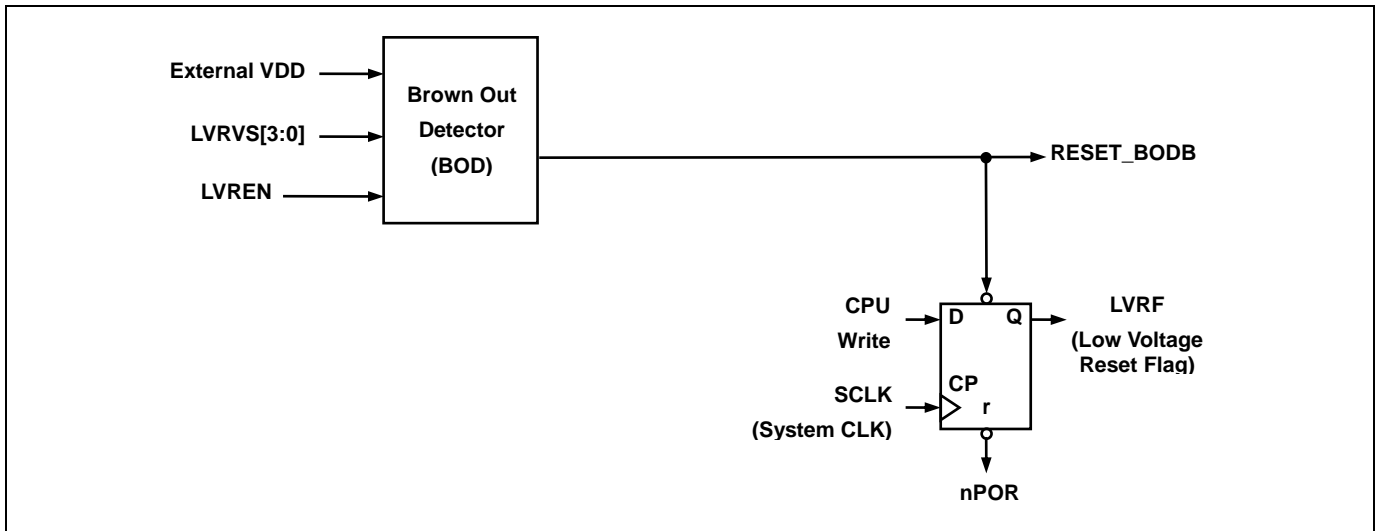 External VDD
LVRVS[3:0]
LVREN
Brown Out
Detector
(BOD)
RESET_BODB
CPU
Write
SCLK
(System CLK)
D
Q
CP
r
LVRF
(Low Voltage
Reset Flag)
nPOR